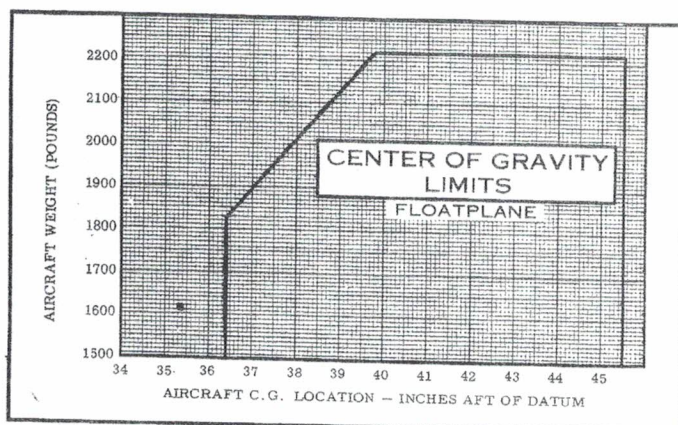 AIRCRAFT WEIGHT (POUNDS)
2200
2100
2000
1900
1800
1700
1600
1500
CENTER OF GRAVITY
LIMITS
FLOATPLANE
34 35 36 37 38 39 40 41 42 43 44 45
AIRCRAFT C.G. LOCATION – INCHES AFT OF DATUM